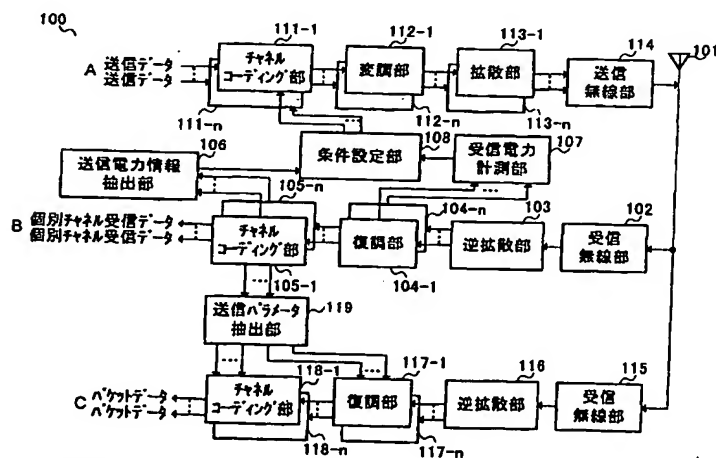 100
111-1
112-1
113-1
114
101
A 送信データ
送信データ
チャネル
コーディング部
変調部
拡散部
送信
無線部
111-n
112-n
113-n
106
108
107
送信電力情報
抽出部
条件設定部
受信電力
計測部
105-n
104-n
103
102
B 個別チャネル受信データ
個別チャネル受信データ
チャネル
コーディング部
復調部
逆拡散部
受信
無線部
105-1
104-1
送信パラメータ
抽出部
119
118-1
117-1
116
115
C パケットデータ
パケットデータ
チャネル
コーディング部
復調部
逆拡散部
受信
無線部
118-n
117-n